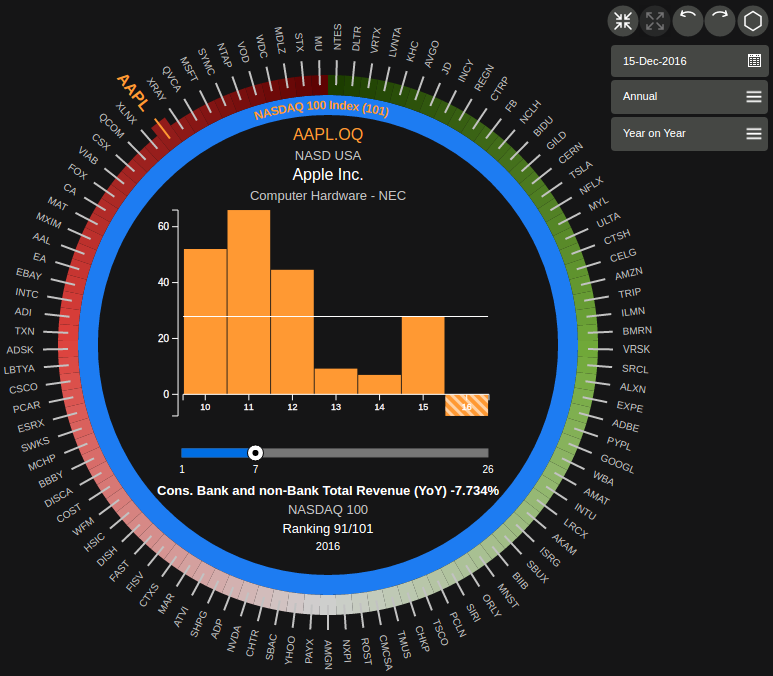 15-Dec-2016
Annual
Year on Year
NASDAQ 100 Index (101)
AAPL.OQ
NASD USA
Apple Inc.
Computer Hardware - NEC
60
40
20
0
10 11 12 13 14 15 16
1 7 26
Cons. Bank and non-Bank Total Revenue (YoY) -7.734%
NASDAQ 100
Ranking 91/101
2016
NTES
DLTR
VRTX
LVNTA
KHC
AVGO
JD
INCY
REGN
CTRP
FB
NCLH
BIDU
GILD
CERN
TSLA
NFLX
MYL
ULTA
CTSH
CELG
AMZN
TRIP
ILMN
BMRN
VRSK
SRCL
ALXN
EXPE
ADBE
PYPL
GOOGL
WBA
AMAT
INTU
LRCX
AKAM
ISRG
SBUX
BIIB
MNST
ORLY
SIRI
PCLN
TSCO
CHKP
TMUS
CMCSA
ROST
NXPI
AMGN
PAYX
YHOO
SBAC
CHTR
NVDA
ADP
SHPG
ATVI
MAR
CTXS
FISV
FAST
DISH
HSIC
WFM
COST
DISCA
BBBY
MCHP
SWKS
ESRX
PCAR
CSCO
LBTYA
ADSK
TXN
ADI
INTC
EBAY
EA
AAL
MXIM
MAT
CA
FOX
VIAB
CSX
QCOM
XLNX
AAPL
XRAY
QVCA
MSFT
SYMC
NTAP
VOD
WDC
MDLZ
STX
MU